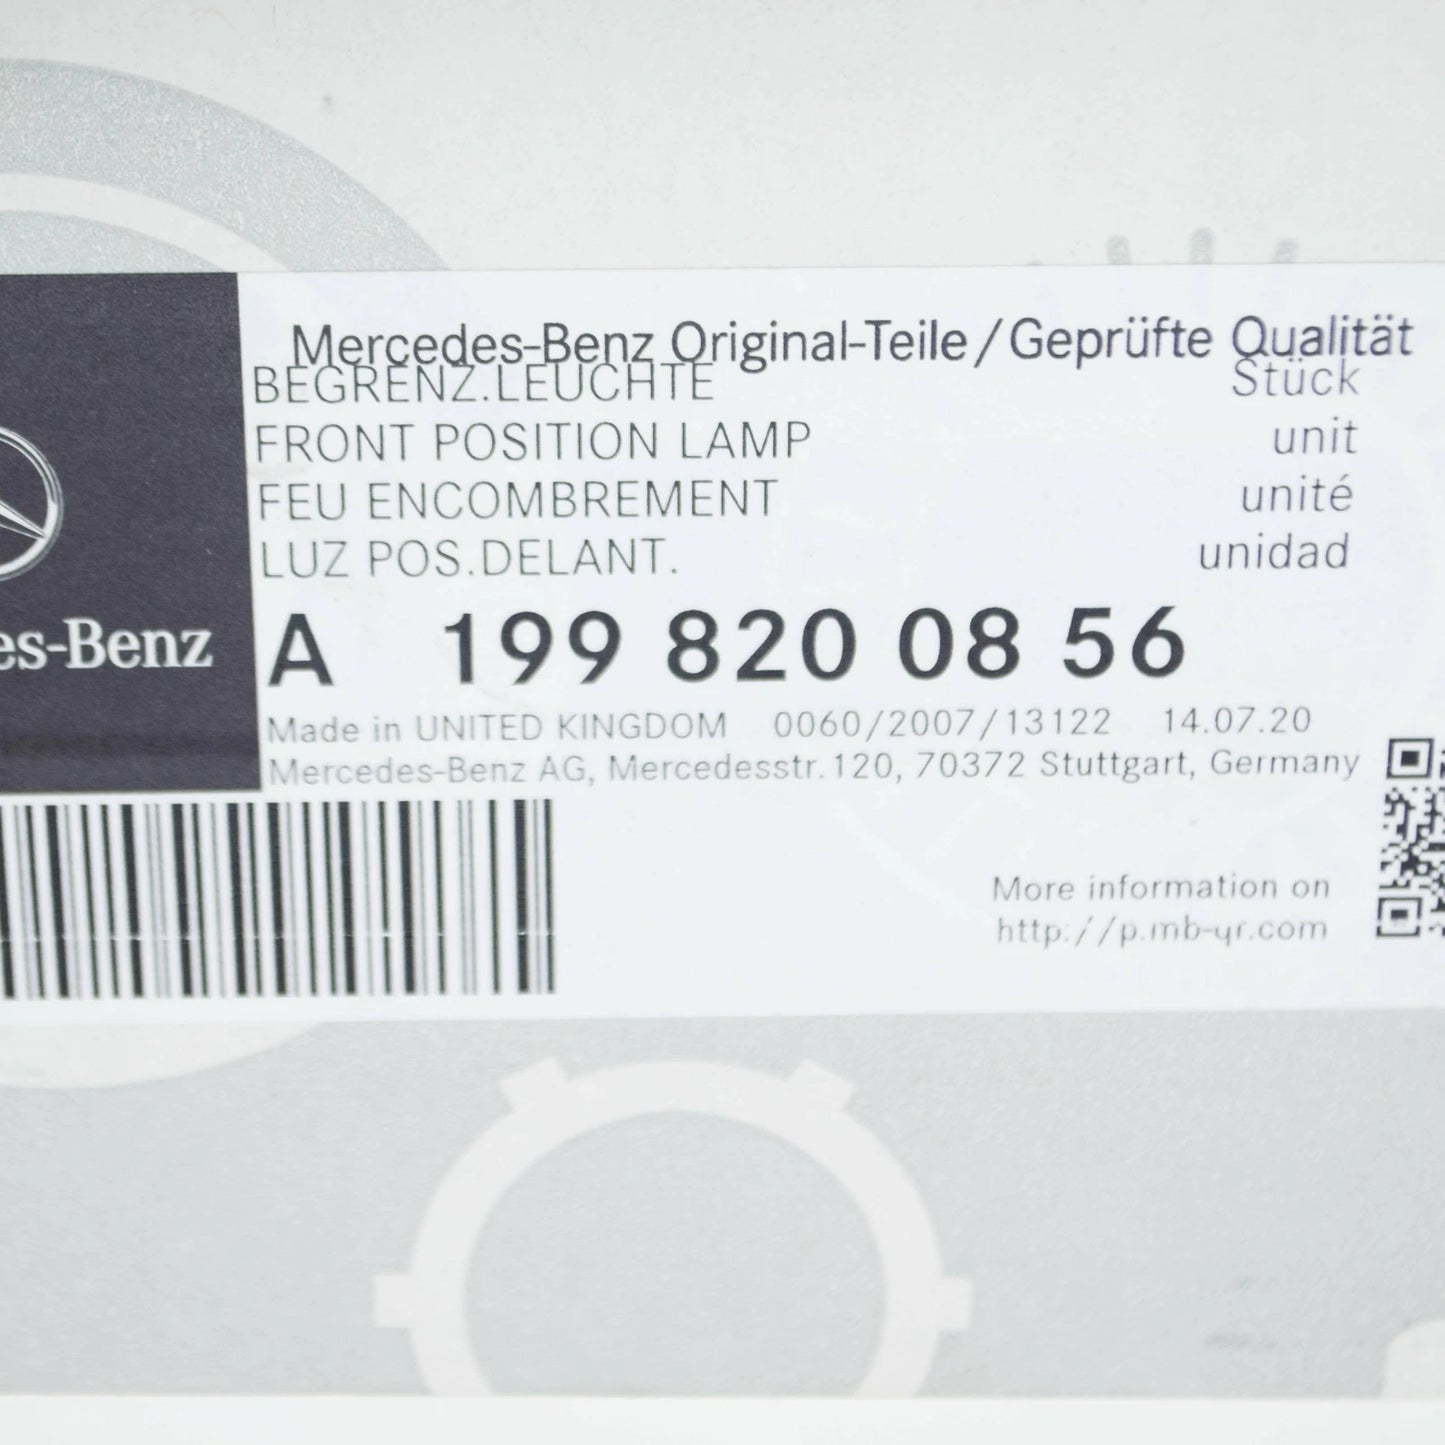 Mercedes-Benz Original-Teile / Geprüfte Qualität
BEGRENZ.LEUCHTE Stück
FRONT POSITION LAMP unit
FEU ENCOMBREMENT unité
LUZ POS.DELANT. unidad
es-Benz
A 199 820 08 56
Made in UNITED KINGDOM 0060/2007/13122 14.07.20
Mercedes-Benz AG, Mercedesstr.120, 70372 Stuttgart, Germany
More information on
http://p.mb-qr.com